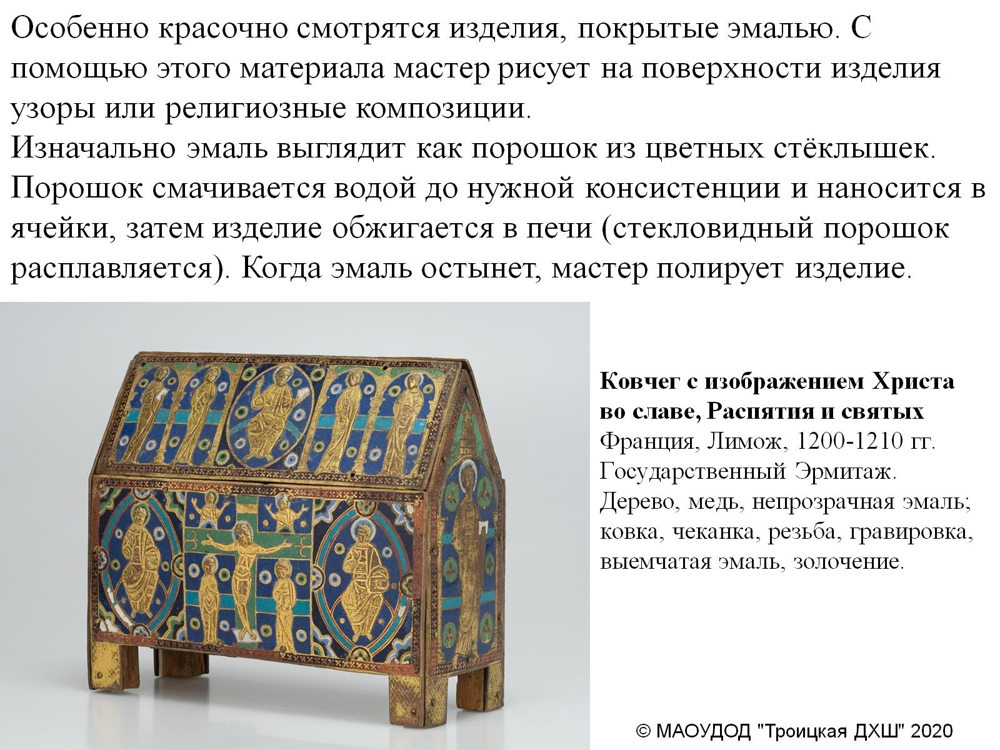 Особенно красочно смотрятся изделия, покрытые эмалью. С
помощью этого материала мастер рисует на поверхности изделия
узоры или религиозные композиции.
Изначально эмаль выглядит как порошок из цветных стёклышек.
Порошок смачивается водой до нужной консистенции и наносится в
ячейки, затем изделие обжигается в печи (стекловидный порошок
расплавляется). Когда эмаль остынет, мастер полирует изделие.
Ковчег с изображением Христа
во славе, Распятия и святых
Франция, Лимож, 1200-1210 гг.
Государственный Эрмитаж.
Дерево, медь, непрозрачная эмаль;
ковка, чеканка, резьба, гравировка,
выемчатая эмаль, золочение.
© МАОУДОД "Троицкая ДХШ" 2020